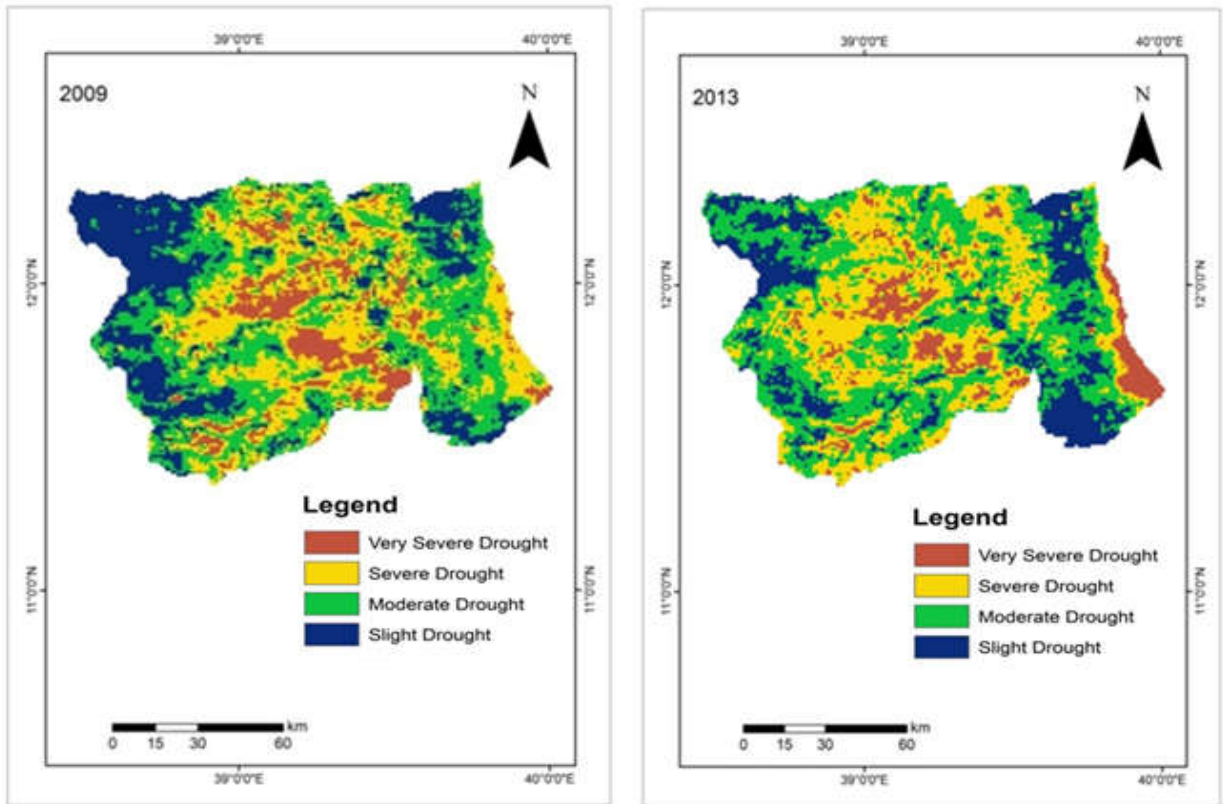 39°0'0"E 40°0'0"E
2009
N
12°0'0"N 12°0'0"N
11°0'0"N 11°0'0"N
Legend
Very Severe Drought
Severe Drought
Moderate Drought
Slight Drought
km
0 15 30 60
39°0'0"E 40°0'0"E
39°0'0"E 40°0'0"E
2013
N
12°0'0"N 12°0'0"N
11°0'0"N 11°0'0"N
Legend
Very Severe Drought
Severe Drought
Moderate Drought
Slight Drought
km
0 15 30 60
39°0'0"E 40°0'0"E